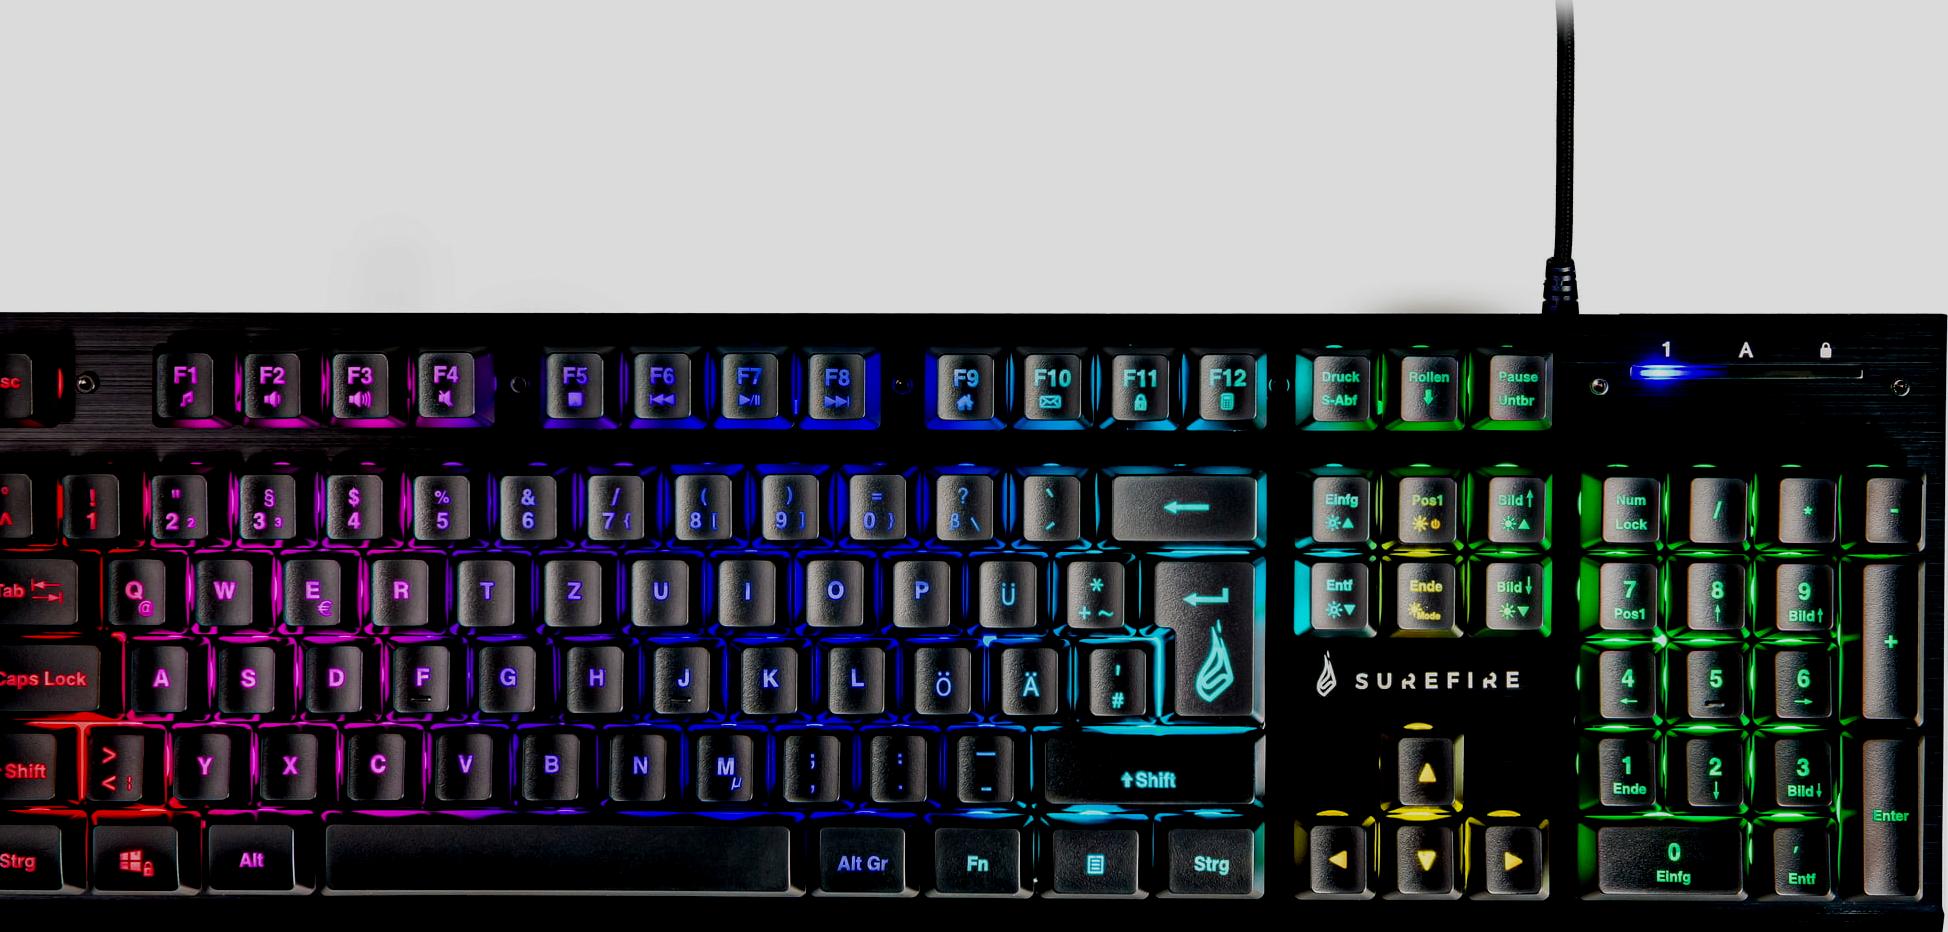 sc F1 F2 F3 F4 F5 F6 F7 F8 F9 F10 F11 F12 Druck Rollen Pause 1 A
S-Abf Untbr
° ! " § $ % & / ( ) = ? ` Einfg Pos1 Bild↑ Num / * -
^ 1 2 ² 3 ³ 4 5 6 7 { 8 [ 9 ] 0 } ß \ ´ ← Lock
Tab Q @ W E € R T Z U I O P Ü * + ~ Entf Ende Bild↓ 7 8 9
Mode Pos1 ↑ Bild↑ +
Caps Lock A S D F G H J K L Ö Ä ' # SUREFIRE 4 5 6
← →
Shift > < | Y X C V B N M µ ; , : . _ - Shift 1 2 3
Ende ↓ Bild↓ Enter
Strg Alt Alt Gr Fn Strg 0 ,
Einfg Entf